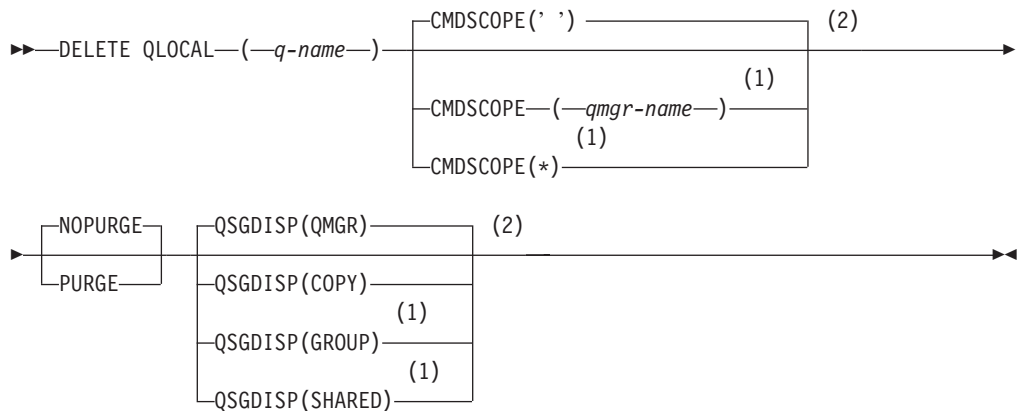 CMDSCOPE(' ') (2)
DELETE QLOCAL ( q-name )
(1)
CMDSCOPE ( qmgr-name )
(1)
CMDSCOPE(*)
NOPURGE QSGDISP(QMGR) (2)
PURGE QSGDISP(COPY)
(1)
QSGDISP(GROUP)
(1)
QSGDISP(SHARED)